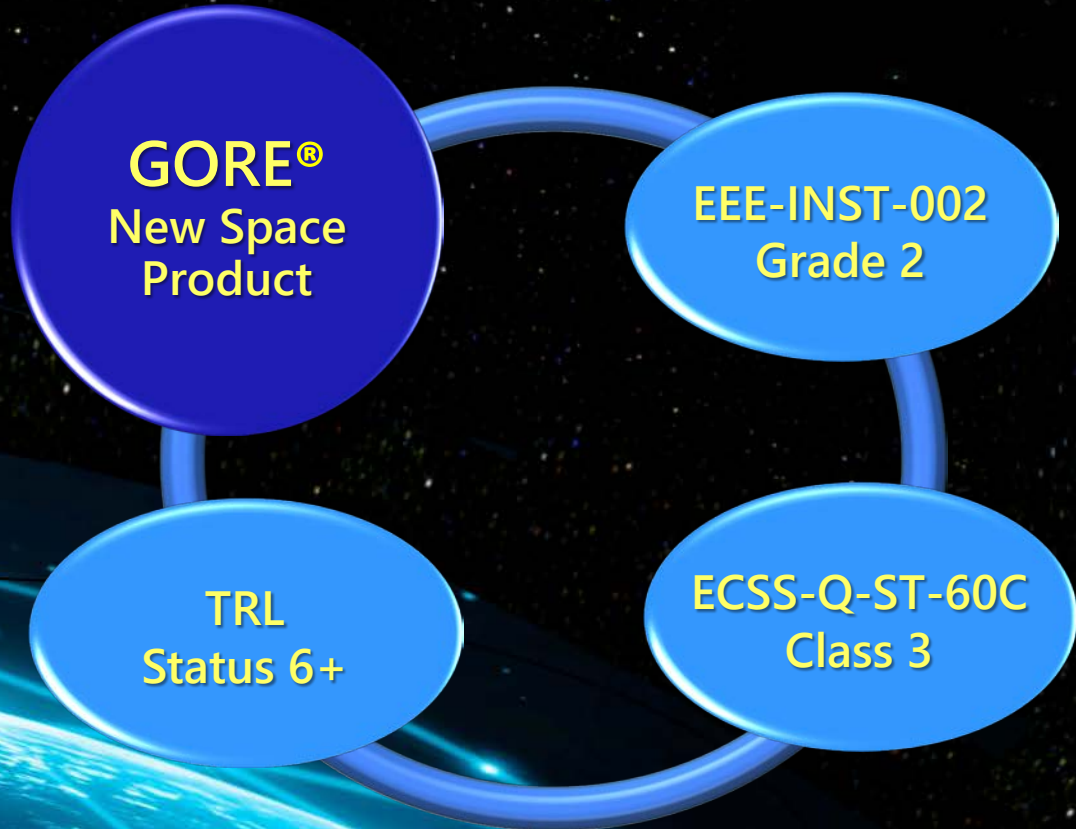 GORE®
New Space
Product
EEE-INST-002
Grade 2
TRL
Status 6+
ECSS-Q-ST-60C
Class 3